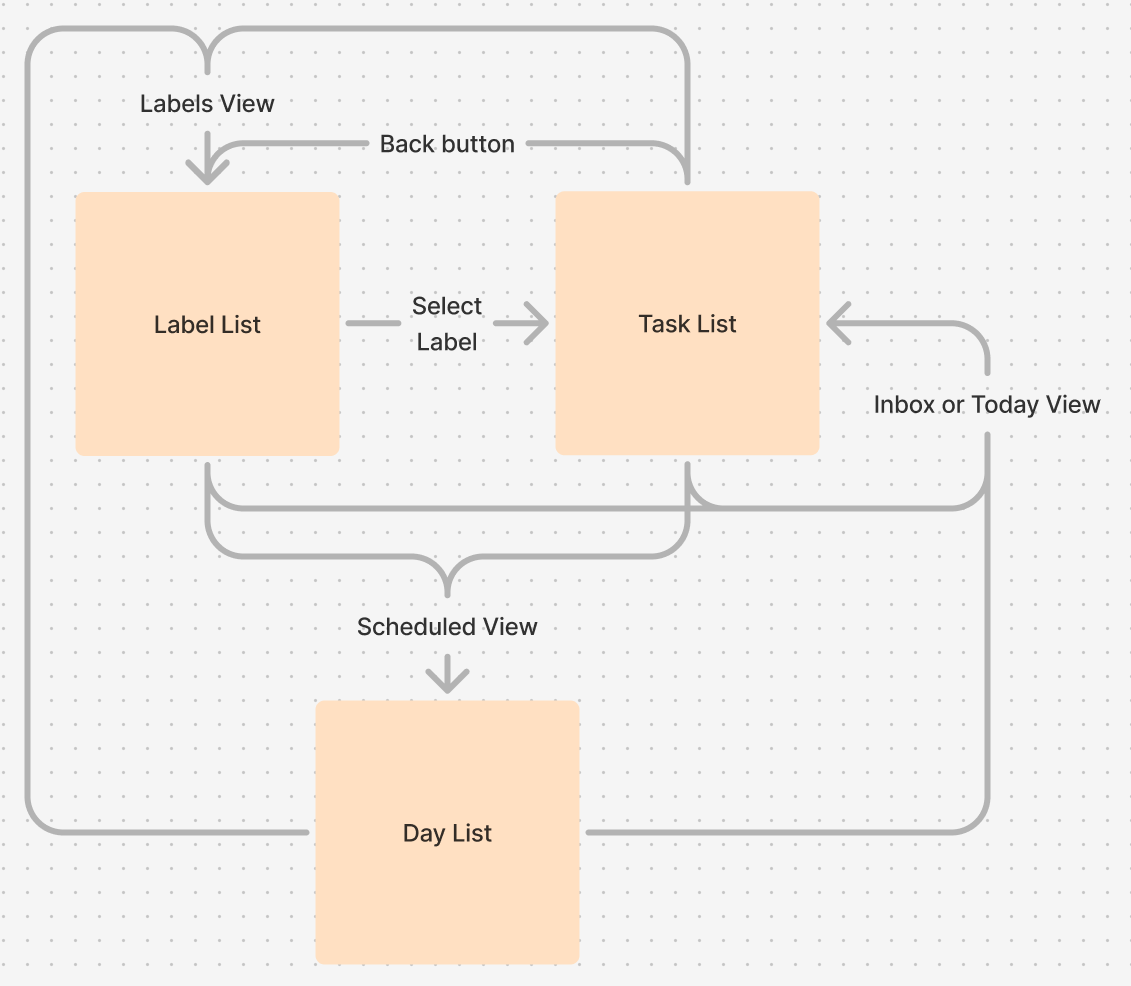 Labels View
Back button
Select
Label
Label List
Task List
Inbox or Today View
Scheduled View
Day List